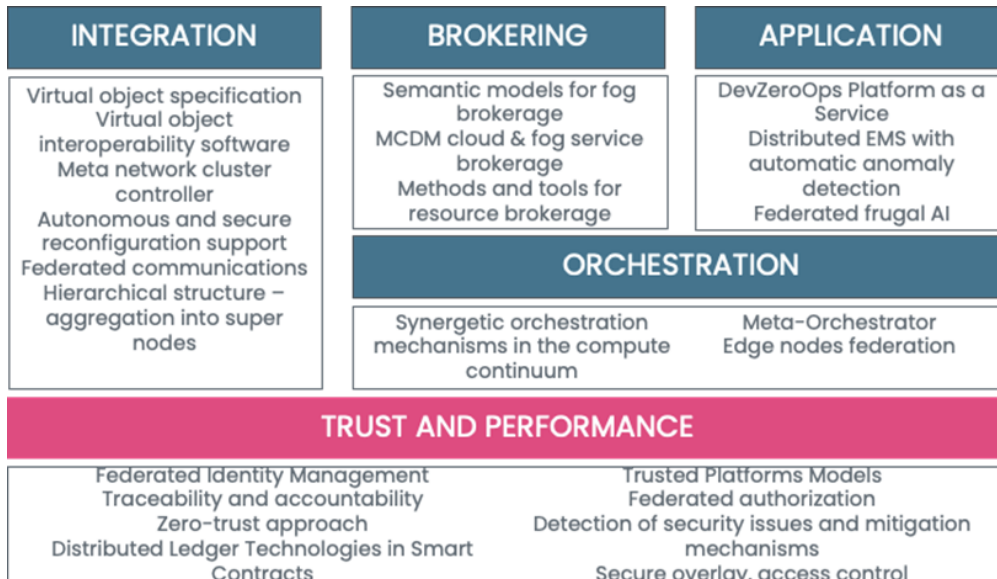 INTEGRATION
Virtual object specification
Virtual object
interoperability software
Meta network cluster
controller
Autonomous and secure
reconfiguration support
Federated communications
Hierarchical structure –
aggregation into super
nodes
BROKERING
Semantic models for fog
brokerage
MCDM cloud & fog service
brokerage
Methods and tools for
resource brokerage
APPLICATION
DevZeroOps Platform as a
Service
Distributed EMS with
automatic anomaly
detection
Federated frugal AI
ORCHESTRATION
Synergetic orchestration
mechanisms in the compute
continuum
Meta-Orchestrator
Edge nodes federation
TRUST AND PERFORMANCE
Federated Identity Management
Traceability and accountability
Zero-trust approach
Distributed Ledger Technologies in Smart
Contracts
Trusted Platforms Models
Federated authorization
Detection of security issues and mitigation
mechanisms
Secure overlay, access control